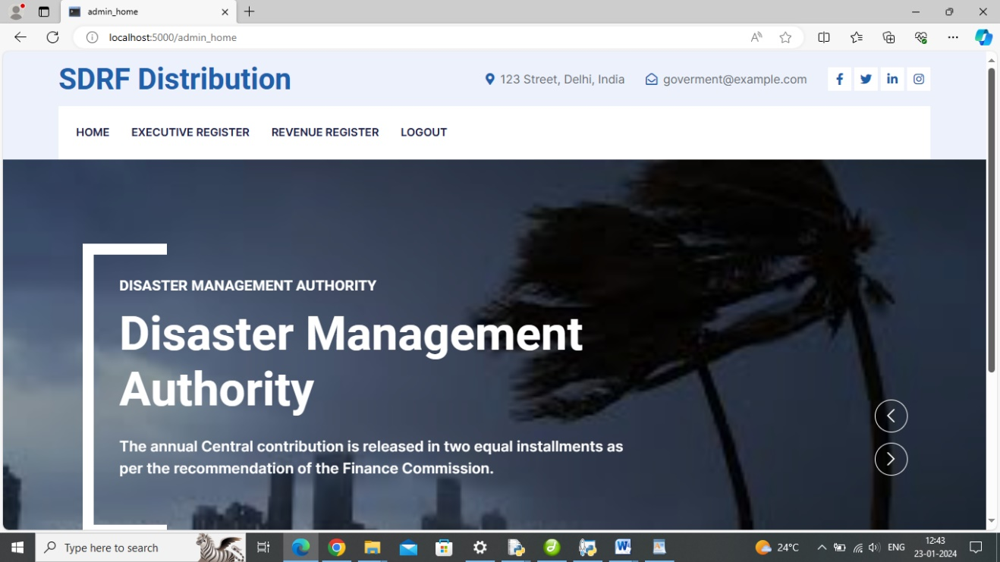 admin_home
localhost:5000/admin_home
SDRF Distribution
123 Street, Delhi, India
goverment@example.com
HOME EXECUTIVE REGISTER REVENUE REGISTER LOGOUT
DISASTER MANAGEMENT AUTHORITY
Disaster Management
Authority
The annual Central contribution is released in two equal installments as
per the recommendation of the Finance Commission.
Type here to search
24°C
ENG
12:43
23-01-2024